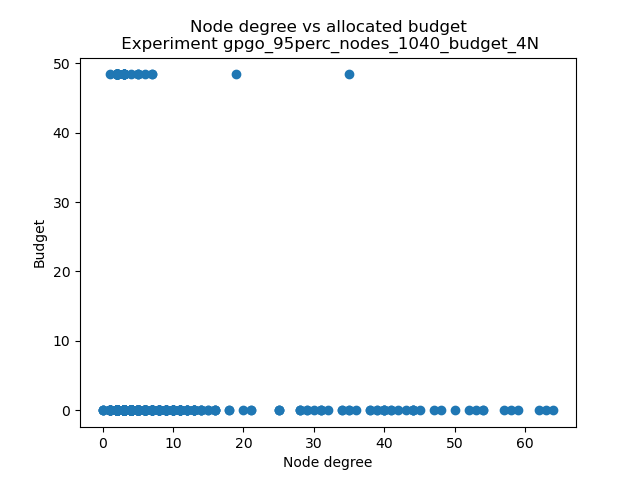 Node degree vs allocated budget
Experiment gpgo_95perc_nodes_1040_budget_4N
50
40
30
20
10
0
Budget
0 10 20 30 40 50 60
Node degree